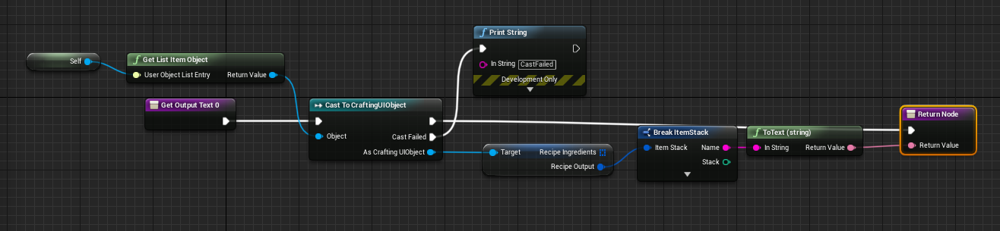 Print String
In String CastFailed
Development Only
Self
Get List Item Object
User Object List Entry Return Value
Get Output Text 0
Cast To CraftingUIObject
Object Cast Failed
As Crafting UIObject
Target Recipe Ingredients
Recipe Output
Break ItemStack
Item Stack Name
Stack
ToText (string)
In String Return Value
Return Node
Return Value